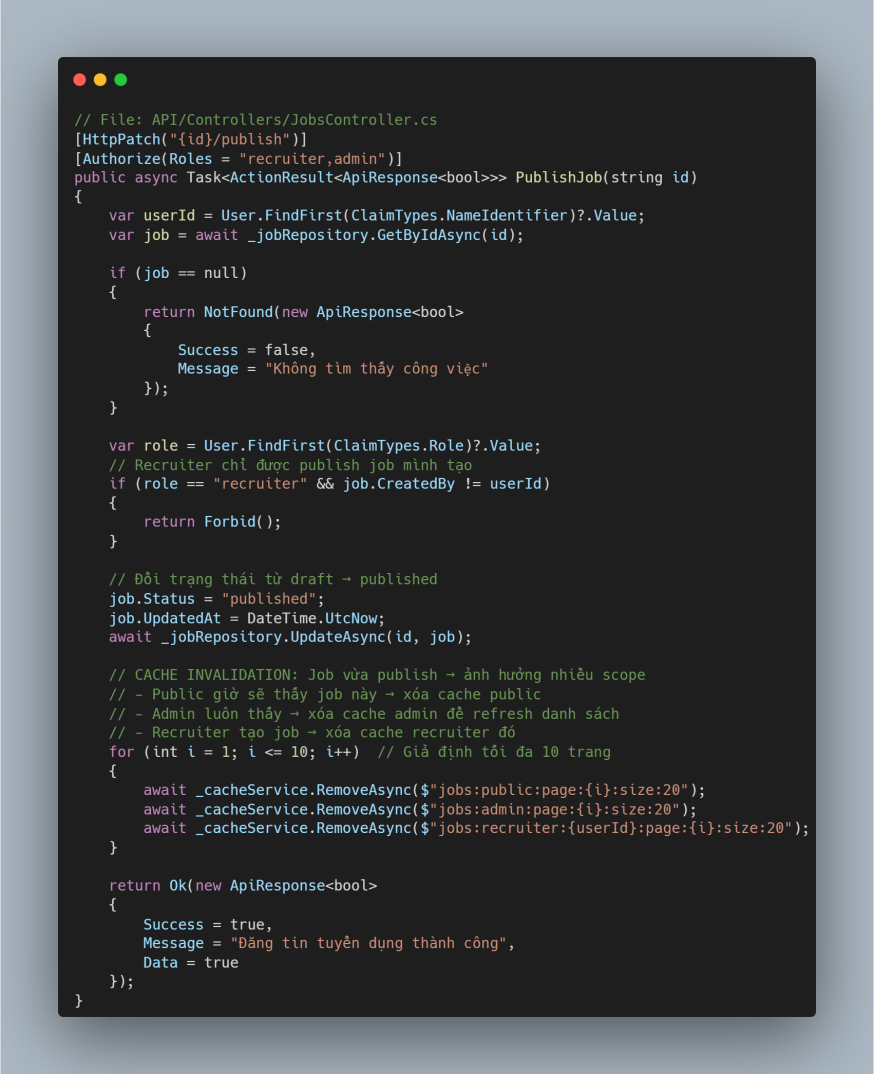 // File: API/Controllers/JobsController.cs
[HttpPatch("{id}/publish")]
[Authorize(Roles = "recruiter,admin")]
public async Task<ActionResult<ApiResponse<bool>>> PublishJob(string id)
{
    var userId = User.FindFirst(ClaimTypes.NameIdentifier)?.Value;
    var job = await _jobRepository.GetByIdAsync(id);

    if (job == null)
    {
        return NotFound(new ApiResponse<bool>
        {
            Success = false,
            Message = "Không tìm thấy công việc"
        });
    }

    var role = User.FindFirst(ClaimTypes.Role)?.Value;
    // Recruiter chỉ được publish job mình tạo
    if (role == "recruiter" && job.CreatedBy != userId)
    {
        return Forbid();
    }

    // Đổi trạng thái từ draft → published
    job.Status = "published";
    job.UpdatedAt = DateTime.UtcNow;
    await _jobRepository.UpdateAsync(id, job);

    // CACHE INVALIDATION: Job vừa publish → ảnh hưởng nhiều scope
    // - Public giờ sẽ thấy job này → xóa cache public
    // - Admin luôn thấy → xóa cache admin để refresh danh sách
    // - Recruiter tạo job → xóa cache recruiter đó
    for (int i = 1; i <= 10; i++)  // Giả định tối đa 10 trang
    {
        await _cacheService.RemoveAsync($"jobs:public:page:{i}:size:20");
        await _cacheService.RemoveAsync($"jobs:admin:page:{i}:size:20");
        await _cacheService.RemoveAsync($"jobs:recruiter:{userId}:page:{i}:size:20");
    }

    return Ok(new ApiResponse<bool>
    {
        Success = true,
        Message = "Đăng tin tuyển dụng thành công",
        Data = true
    });
}